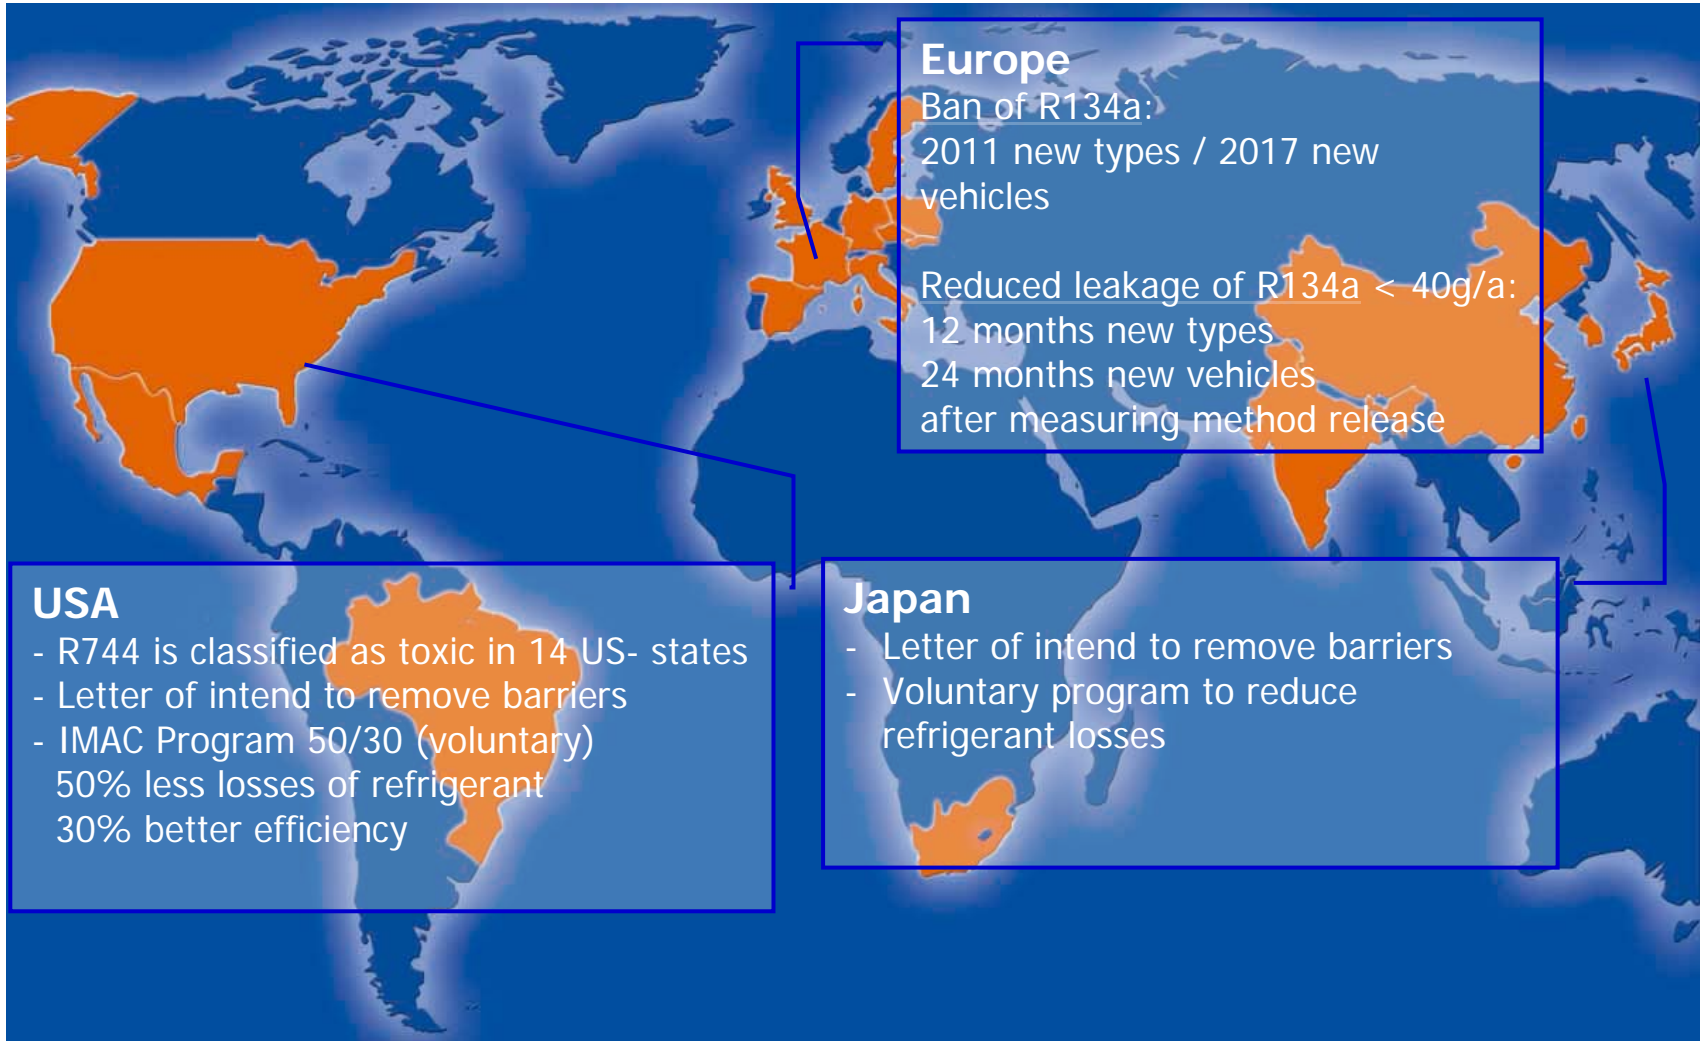 Europe
Ban of R134a:
2011 new types / 2017 new
vehicles
Reduced leakage of R134a < 40g/a:
12 months new types
24 months new vehicles
after measuring method release
USA
- R744 is classified as toxic in 14 US- states
- Letter of intend to remove barriers
- IMAC Program 50/30 (voluntary)
50% less losses of refrigerant
30% better efficiency
Japan
- Letter of intend to remove barriers
- Voluntary program to reduce
refrigerant losses